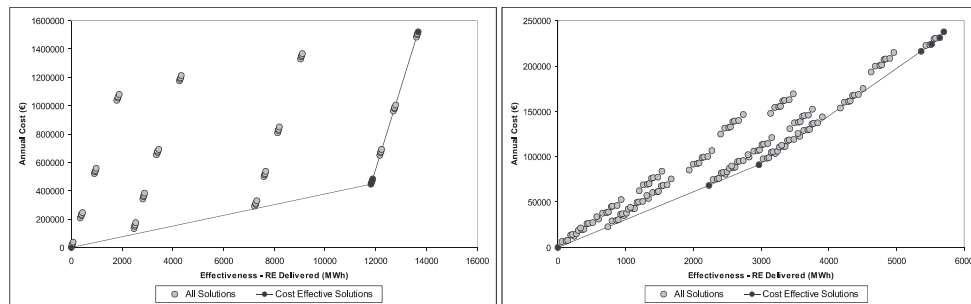 1600000
1400000
1200000
1000000
800000
600000
400000
200000
0
Annual Cost (€)
0 2000 4000 6000 8000 10000 12000 14000 16000
Effectiveness - RE Delivered (MWh)
All Solutions Cost Effective Solutions
250000
200000
150000
100000
50000
0
Annual Cost (€)
0 1000 2000 3000 4000 5000 6000
Effectiveness - RE Delivered (MWh)
All Solutions Cost Effective Solutions